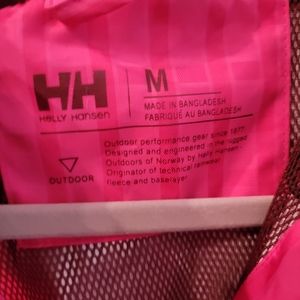 HH
Helly Hansen
M
MADE IN BANGLADESH
FABRIQUÉ AU BANGLADESH
OUTDOOR
Outdoor performance gear since 1877.
Designed and engineered in the rugged
Outdoors of Norway by Helly Hansen -
Originator of technical rainwear,
fleece and baselayer